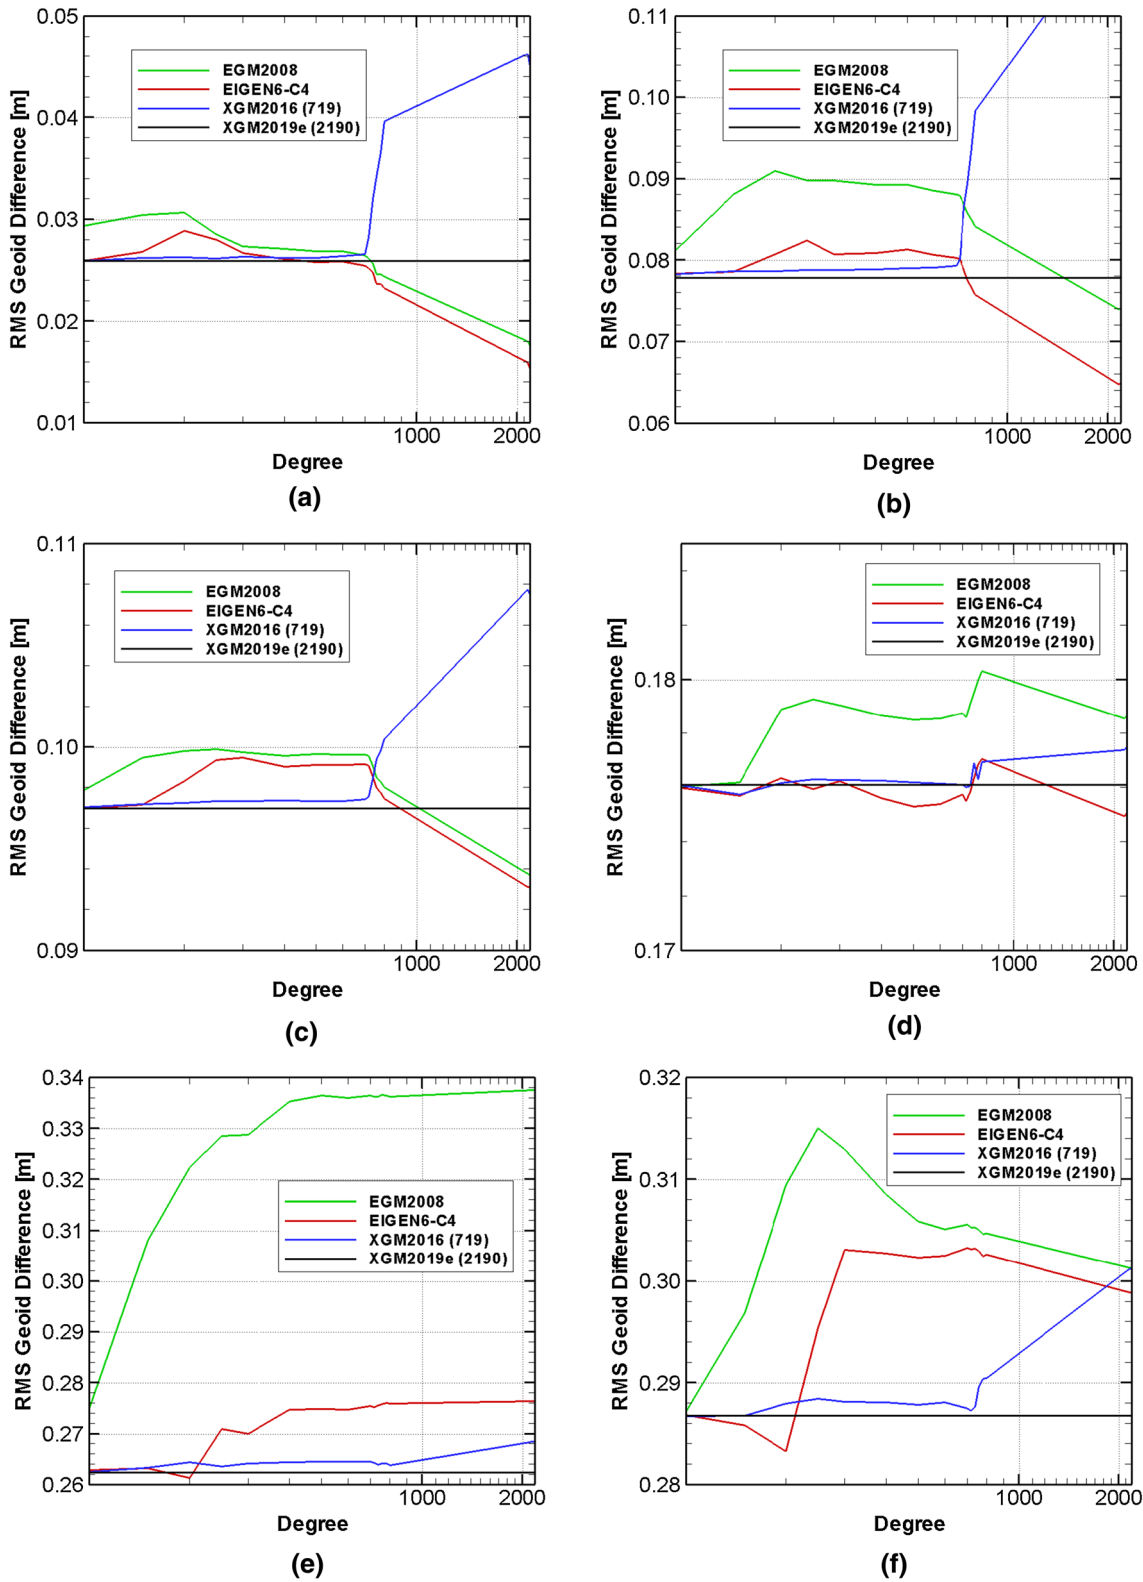 0.05
0.04
0.03
0.02
0.01
RMS Geoid Difference [m]
EGM2008
EIGEN6-C4
XGM2016 (719)
XGM2019e (2190)
1000
2000
Degree
(a)
0.11
0.10
0.09
0.08
0.07
0.06
RMS Geoid Difference [m]
EGM2008
EIGEN6-C4
XGM2016 (719)
XGM2019e (2190)
1000
2000
Degree
(b)
0.11
0.10
0.09
RMS Geoid Difference [m]
EGM2008
EIGEN6-C4
XGM2016 (719)
XGM2019e (2190)
1000
2000
Degree
(c)
0.18
0.17
RMS Geoid Difference [m]
EGM2008
EIGEN6-C4
XGM2016 (719)
XGM2019e (2190)
1000
2000
Degree
(d)
0.34
0.33
0.32
0.31
0.30
0.29
0.28
0.27
0.26
RMS Geoid Difference [m]
EGM2008
EIGEN6-C4
XGM2016 (719)
XGM2019e (2190)
1000
2000
Degree
(e)
0.32
0.31
0.30
0.29
0.28
RMS Geoid Difference [m]
EGM2008
EIGEN6-C4
XGM2016 (719)
XGM2019e (2190)
1000
2000
Degree
(f)